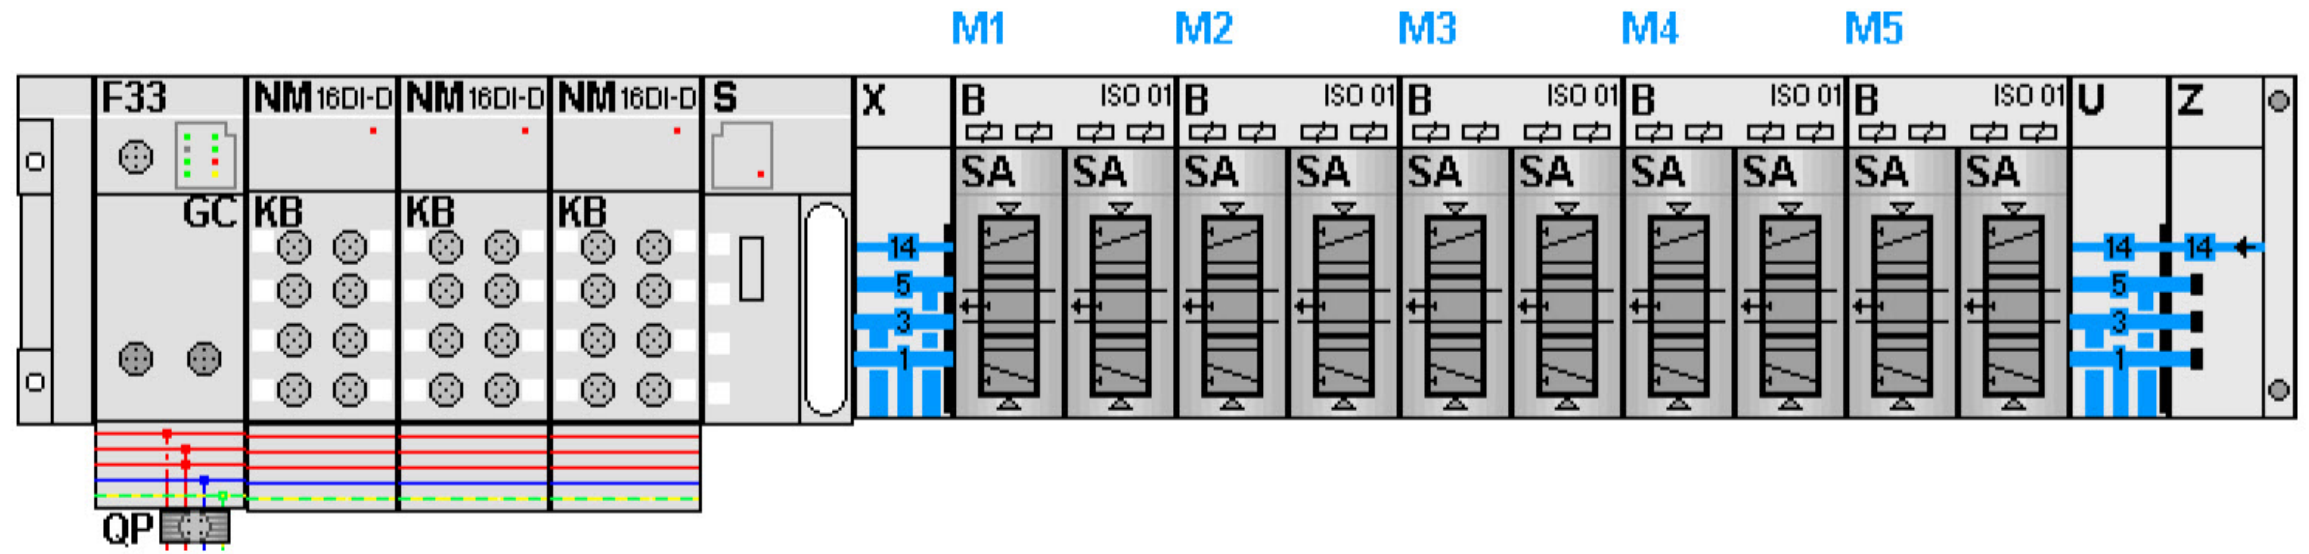 M1 M2 M3 M4 M5
F33 NM 16DI-D NM 16DI-D NM 16DI-D S X B ISO 01 B ISO 01 B ISO 01 B ISO 01 B ISO 01 U Z
SA SA SA SA SA SA SA SA SA SA
GC KB KB KB
14 14 14
5 5
3 3
1 1
QP